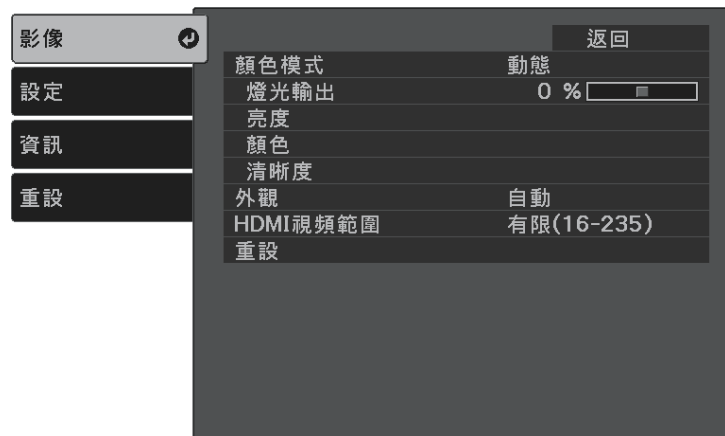 影像
設定
資訊
重設
返回
顏色模式 動態
燈光輸出 0 %
亮度
顏色
清晰度
外觀 自動
HDMI視頻範圍 有限(16-235)
重設